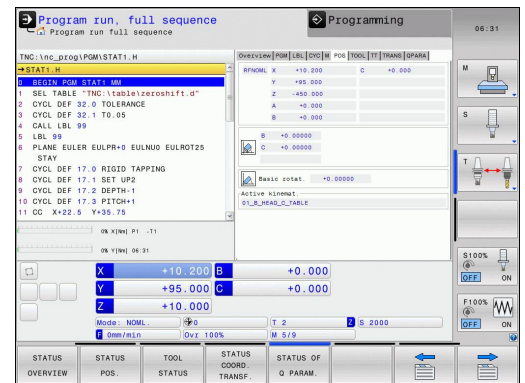 Program run, full sequence
Program run full sequence
Programming
06:31
TNC:\nc_prog\PGM\STAT1.H
→STAT1.H
0 BEGIN PGM STAT1 MM
1 SEL TABLE "TNC:\table\zeroshift.d"
2 CYCL DEF 32.0 TOLERANCE
3 CYCL DEF 32.1 T0.05
4 CALL LBL 99
5 LBL 99
6 PLANE EULER EULPR+0 EULNU0 EULROT25
STAY
7 CYCL DEF 17.0 RIGID TAPPING
8 CYCL DEF 17.1 SET UP2
9 CYCL DEF 17.2 DEPTH-1
10 CYCL DEF 17.3 PITCH+1
11 CC X+22.5 Y+35.75
Overview PGM LBL CYC M POS TOOL TT TRANS QPARA
RFNOML X +10.200 C +0.000
Y +95.000
Z -450.000
A +0.000
B +0.000
B +0.00000
C +0.00000
Basic rotat. +0.00000
Active kinemat.
01_B_HEAD_C_TABLE
0% X[Nm] P1 -T1
0% Y[Nm] 06:31
X +10.200 B +0.000
Y +95.000 C +0.000
Z +10.000
Mode: NOML. 0 T 2 Z S 2000
F 0mm/min Ovr 100% M 5/9
M
S
T
S100%
OFF ON
F100%
OFF ON
STATUS OVERVIEW
STATUS POS.
TOOL STATUS
STATUS COORD. TRANSF.
STATUS OF Q PARAM.